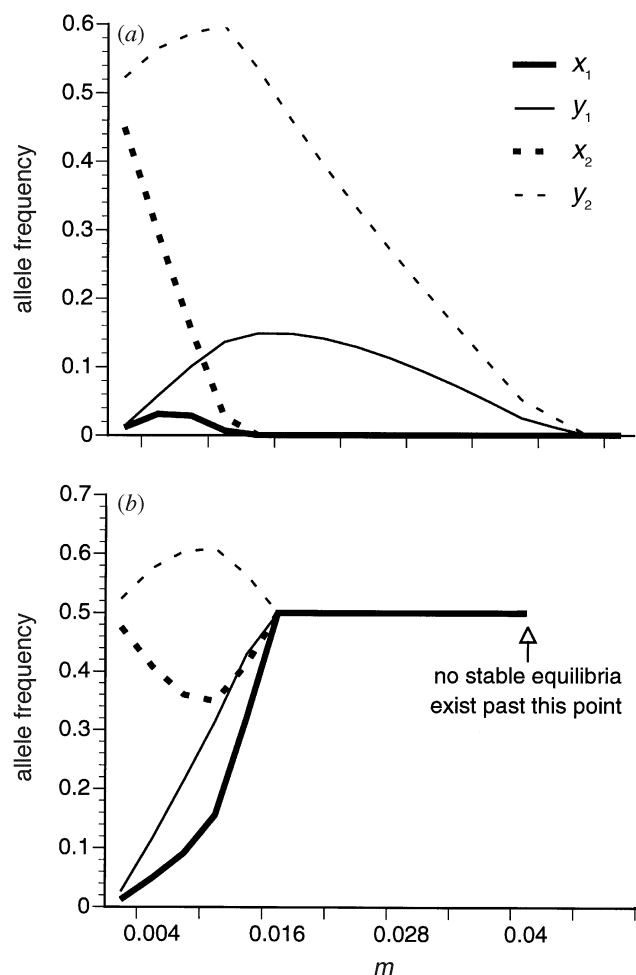 (a)
0.6
0.5
0.4
0.3
0.2
0.1
0
allele frequency
x1
y1
x2
y2
(b)
0.7
0.6
0.5
0.4
0.3
0.2
0.1
0
allele frequency
no stable equilibria
exist past this point
0.004 0.016 0.028 0.04
m